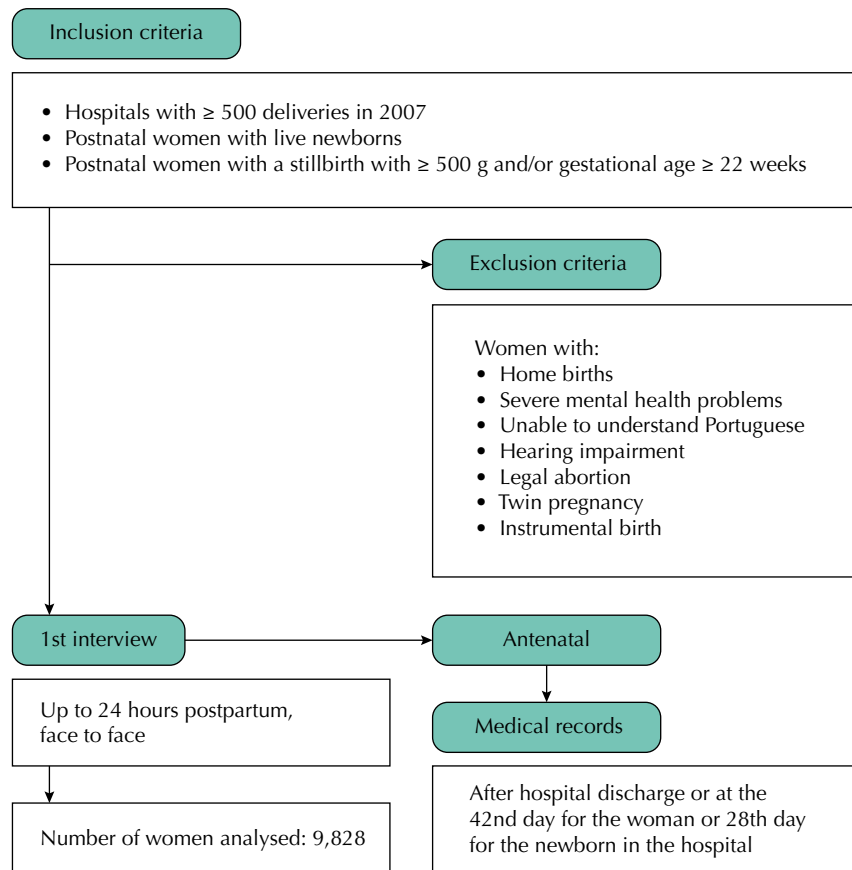 Inclusion criteria
• Hospitals with ≥ 500 deliveries in 2007
• Postnatal women with live newborns
• Postnatal women with a stillbirth with ≥ 500 g and/or gestational age ≥ 22 weeks
Exclusion criteria
Women with:
• Home births
• Severe mental health problems
• Unable to understand Portuguese
• Hearing impairment
• Legal abortion
• Twin pregnancy
• Instrumental birth
1st interview
Up to 24 hours postpartum,
face to face
Number of women analysed: 9,828
Antenatal
Medical records
After hospital discharge or at the
42nd day for the woman or 28th day
for the newborn in the hospital